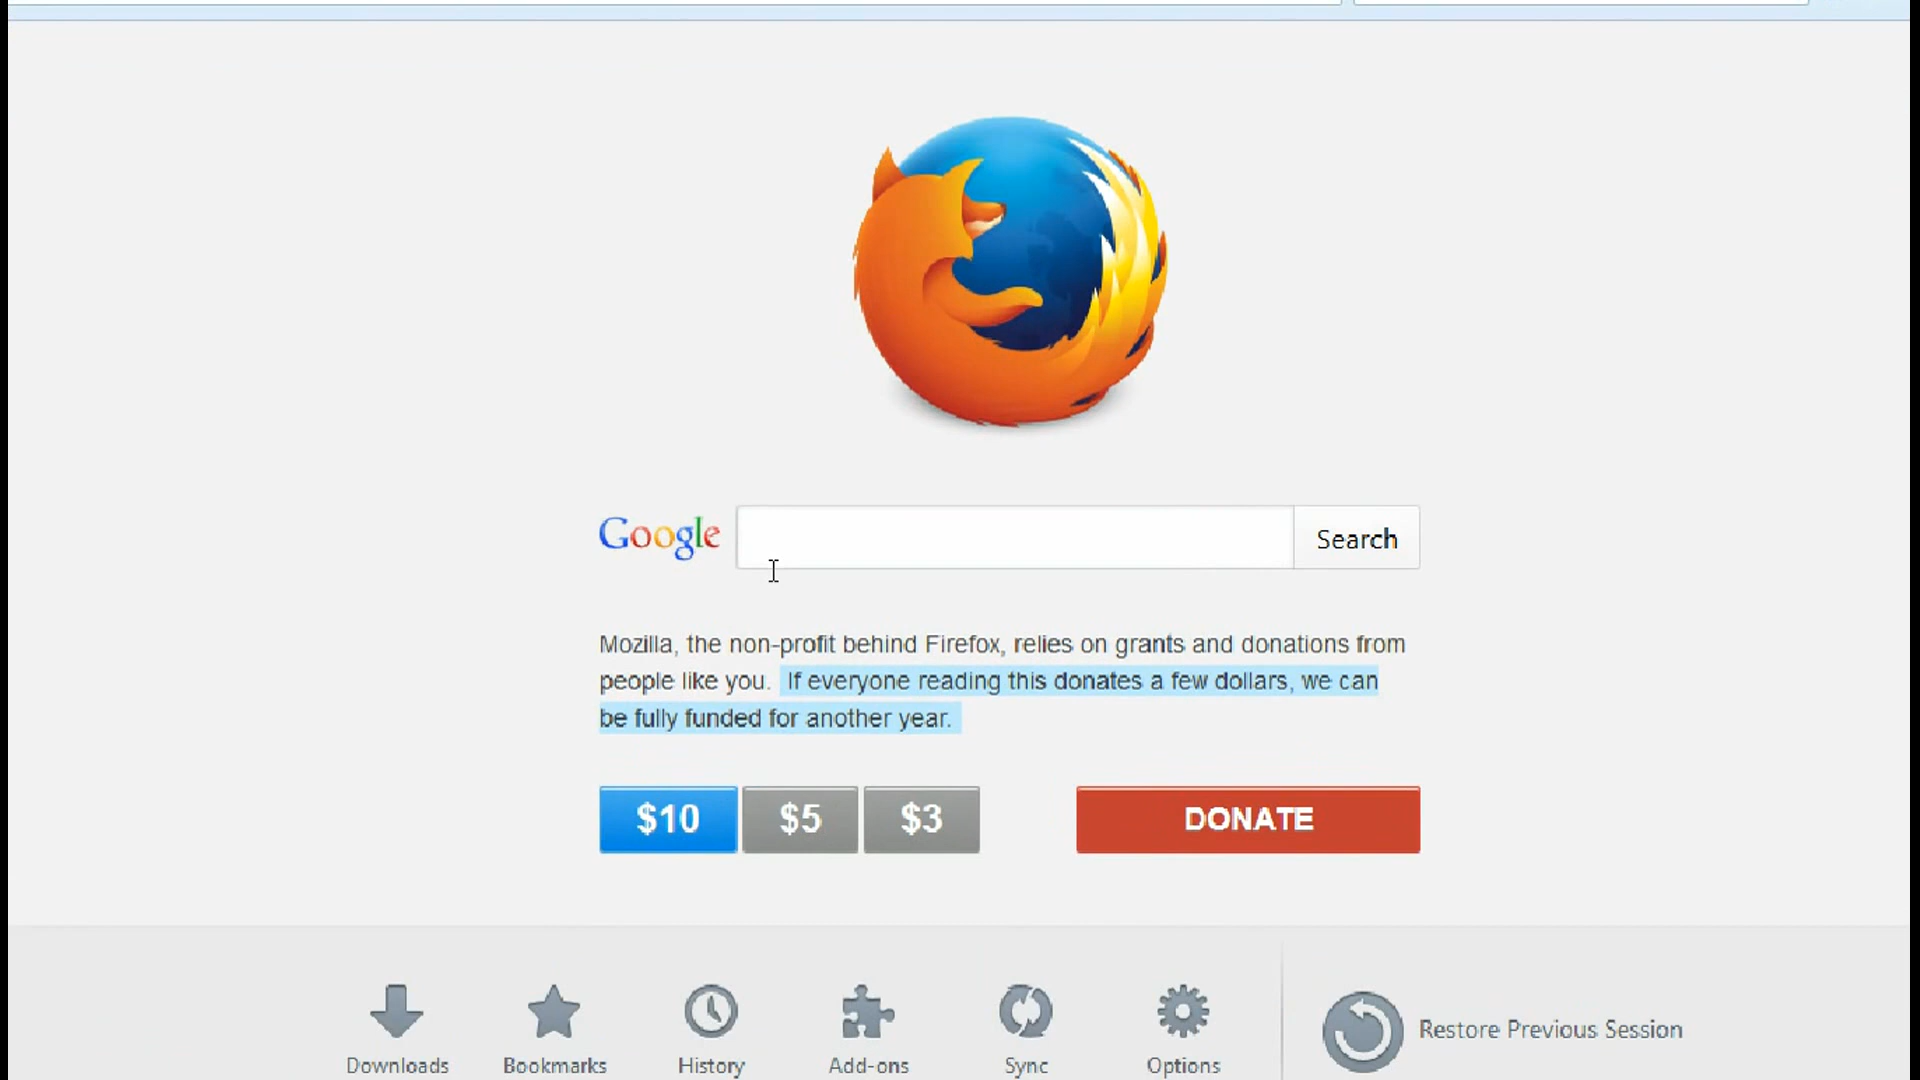 Google
Search
Mozilla, the non-profit behind Firefox, relies on grants and donations from
people like you. If everyone reading this donates a few dollars, we can
be fully funded for another year.
$10 $5 $3 DONATE
Downloads Bookmarks History Add-ons Sync Options Restore Previous Session